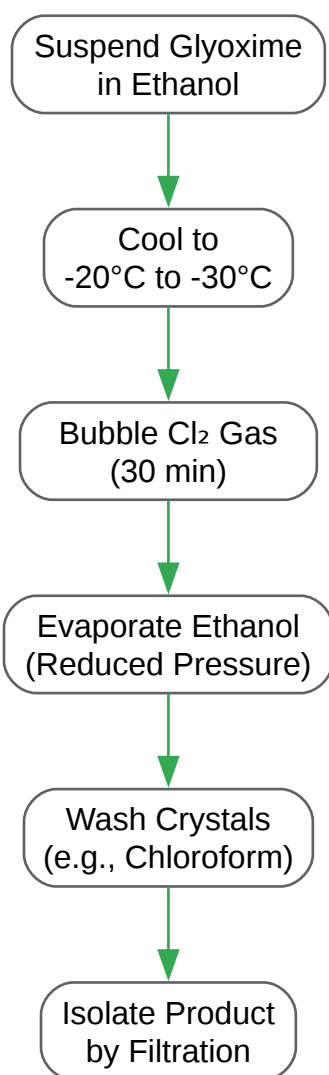 Suspend Glyoxime
in Ethanol
Cool to
-20°C to -30°C
Bubble Cl₂ Gas
(30 min)
Evaporate Ethanol
(Reduced Pressure)
Wash Crystals
(e.g., Chloroform)
Isolate Product
by Filtration